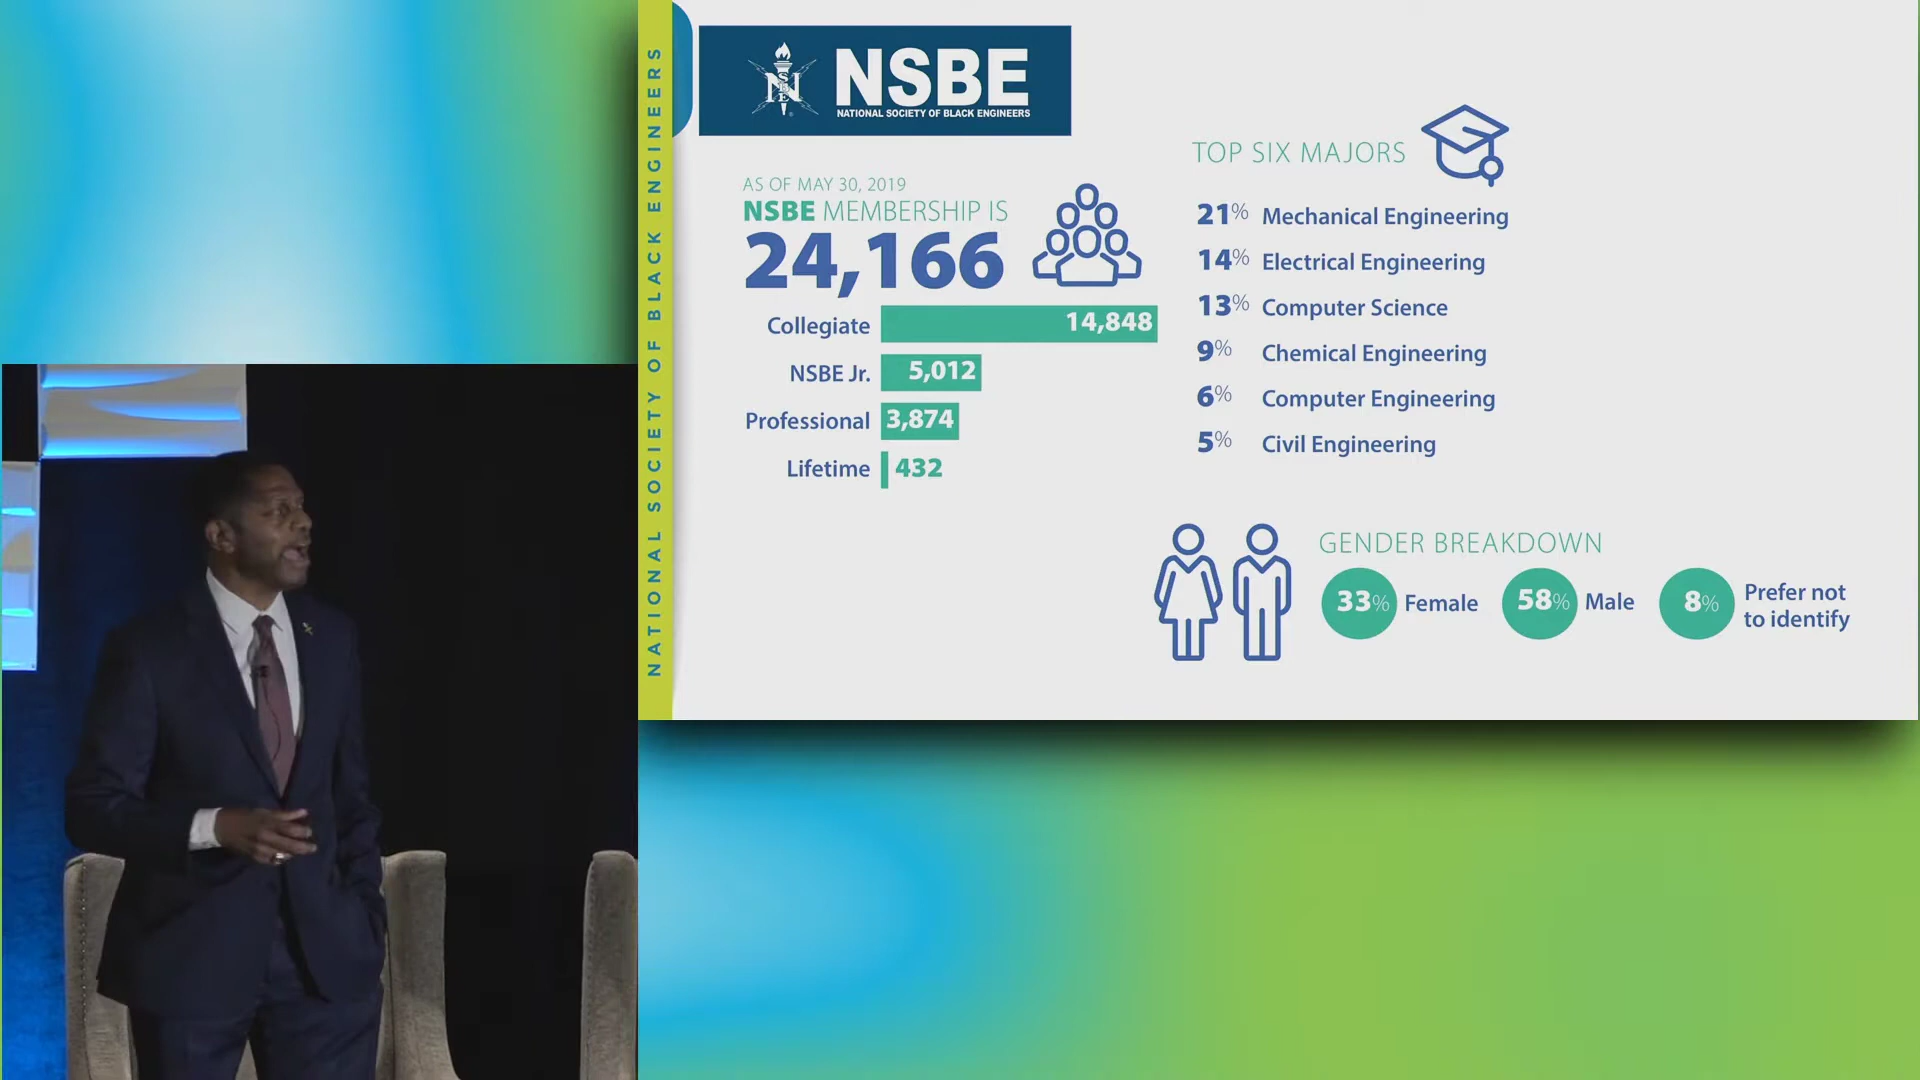 NATIONAL SOCIETY OF BLACK ENGINEERS
NSBE
NSBE
NATIONAL SOCIETY OF BLACK ENGINEERS
AS OF MAY 30, 2019
NSBE MEMBERSHIP IS
24,166
Collegiate 14,848
NSBE Jr. 5,012
Professional 3,874
Lifetime 432
TOP SIX MAJORS
21% Mechanical Engineering
14% Electrical Engineering
13% Computer Science
9% Chemical Engineering
6% Computer Engineering
5% Civil Engineering
GENDER BREAKDOWN
33% Female
58% Male
8% Prefer not
to identify